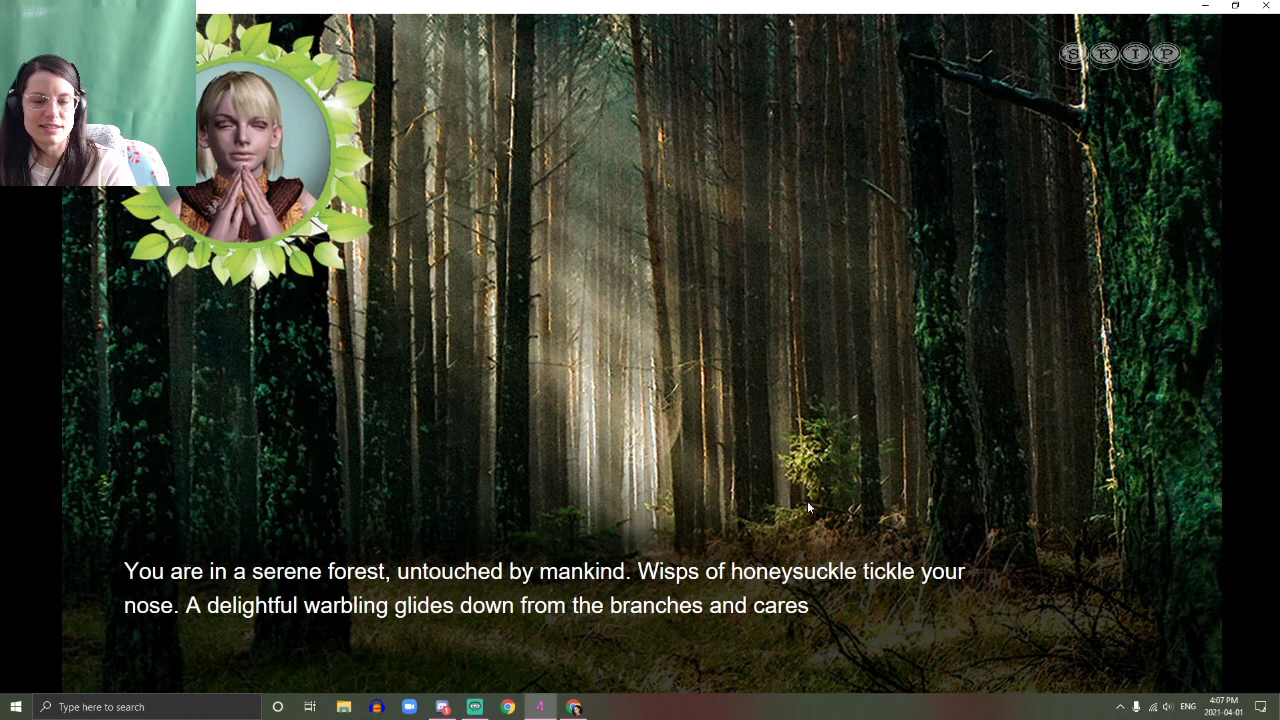 SKIP
You are in a serene forest, untouched by mankind. Wisps of honeysuckle tickle your
nose. A delightful warbling glides down from the branches and cares
Type here to search
ENG
4:07 PM
2021-04-01